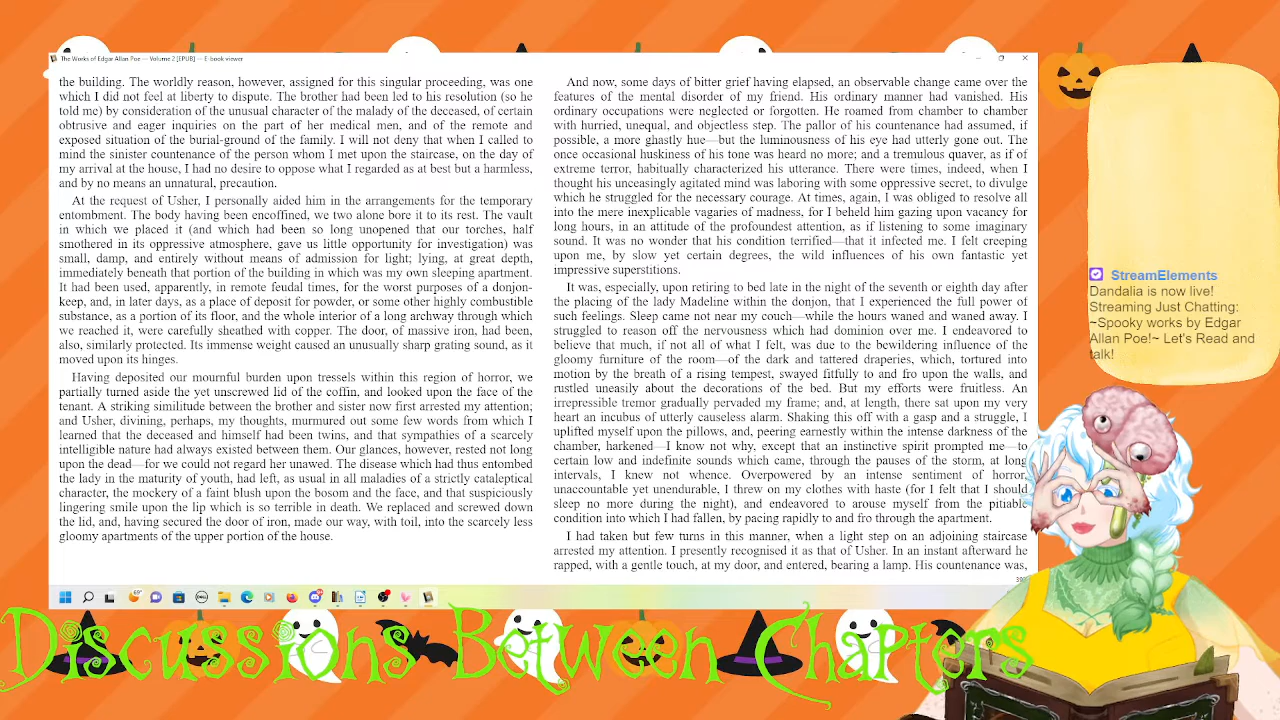 The Works of Edgar Allan Poe — Volume 2 [EPUB] — E-book viewer
the building. The worldly reason, however, assigned for this singular proceeding, was one
which I did not feel at liberty to dispute. The brother had been led to his resolution (so he
told me) by consideration of the unusual character of the malady of the deceased, of certain
obtrusive and eager inquiries on the part of her medical men, and of the remote and
exposed situation of the burial-ground of the family. I will not deny that when I called to
mind the sinister countenance of the person whom I met upon the staircase, on the day of
my arrival at the house, I had no desire to oppose what I regarded as at best but a harmless,
and by no means an unnatural, precaution.
At the request of Usher, I personally aided him in the arrangements for the temporary
entombment. The body having been encoffined, we two alone bore it to its rest. The vault
in which we placed it (and which had been so long unopened that our torches, half
smothered in its oppressive atmosphere, gave us little opportunity for investigation) was
small, damp, and entirely without means of admission for light; lying, at great depth,
immediately beneath that portion of the building in which was my own sleeping apartment.
It had been used, apparently, in remote feudal times, for the worst purposes of a donjon-
keep, and, in later days, as a place of deposit for powder, or some other highly combustible
substance, as a portion of its floor, and the whole interior of a long archway through which
we reached it, were carefully sheathed with copper. The door, of massive iron, had been,
also, similarly protected. Its immense weight caused an unusually sharp grating sound, as it
moved upon its hinges.
Having deposited our mournful burden upon tressels within this region of horror, we
partially turned aside the yet unscrewed lid of the coffin, and looked upon the face of the
tenant. A striking similitude between the brother and sister now first arrested my attention;
and Usher, divining, perhaps, my thoughts, murmured out some few words from which I
learned that the deceased and himself had been twins, and that sympathies of a scarcely
intelligible nature had always existed between them. Our glances, however, rested not long
upon the dead—for we could not regard her unawed. The disease which had thus entombed
the lady in the maturity of youth, had left, as usual in all maladies of a strictly cataleptical
character, the mockery of a faint blush upon the bosom and the face, and that suspiciously
lingering smile upon the lip which is so terrible in death. We replaced and screwed down
the lid, and, having secured the door of iron, made our way, with toil, into the scarcely less
gloomy apartments of the upper portion of the house.
And now, some days of bitter grief having elapsed, an observable change came over the
features of the mental disorder of my friend. His ordinary manner had vanished. His
ordinary occupations were neglected or forgotten. He roamed from chamber to chamber
with hurried, unequal, and objectless step. The pallor of his countenance had assumed, if
possible, a more ghastly hue—but the luminousness of his eye had utterly gone out. The
once occasional huskiness of his tone was heard no more; and a tremulous quaver, as if of
extreme terror, habitually characterized his utterance. There were times, indeed, when I
thought his unceasingly agitated mind was laboring with some oppressive secret, to divulge
which he struggled for the necessary courage. At times, again, I was obliged to resolve all
into the mere inexplicable vagaries of madness, for I beheld him gazing upon vacancy for
long hours, in an attitude of the profoundest attention, as if listening to some imaginary
sound. It was no wonder that his condition terrified—that it infected me. I felt creeping
upon me, by slow yet certain degrees, the wild influences of his own fantastic yet
impressive superstitions.
It was, especially, upon retiring to bed late in the night of the seventh or eighth day after
the placing of the lady Madeline within the donjon, that I experienced the full power of
such feelings. Sleep came not near my couch—while the hours waned and waned away. I
struggled to reason off the nervousness which had dominion over me. I endeavored to
believe that much, if not all of what I felt, was due to the bewildering influence of the
gloomy furniture of the room—of the dark and tattered draperies, which, tortured into
motion by the breath of a rising tempest, swayed fitfully to and fro upon the walls, and
rustled uneasily about the decorations of the bed. But my efforts were fruitless. An
irrepressible tremor gradually pervaded my frame; and, at length, there sat upon my very
heart an incubus of utterly causeless alarm. Shaking this off with a gasp and a struggle, I
uplifted myself upon the pillows, and, peering earnestly within the intense darkness of the
chamber, harkened—I know not why, except that an instinctive spirit prompted me—to
certain low and indefinite sounds which came, through the pauses of the storm, at long
intervals, I knew not whence. Overpowered by an intense sentiment of horror,
unaccountable yet unendurable, I threw on my clothes with haste (for I felt that I should
sleep no more during the night), and endeavored to arouse myself from the pitiable
condition into which I had fallen, by pacing rapidly to and fro through the apartment.
I had taken but few turns in this manner, when a light step on an adjoining staircase
arrested my attention. I presently recognised it as that of Usher. In an instant afterward he
rapped, with a gentle touch, at my door, and entered, bearing a lamp. His countenance was,
StreamElements
Dandalia is now live!
Streaming Just Chatting:
~Spooky works by Edgar
Allan Poe!~ Let's Read and
talk!
Discussions Between Chapters